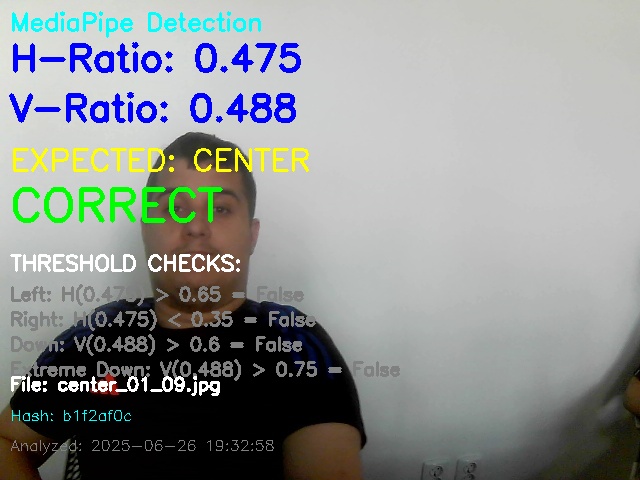 MediaPipe Detection
H-Ratio: 0.475
V-Ratio: 0.488
EXPECTED: CENTER
CORRECT
THRESHOLD CHECKS:
Left: H(0.475) > 0.65 = False
Right: H(0.475) < 0.35 = False
Down: V(0.488) > 0.6 = False
Extreme Down: V(0.488) > 0.75 = False
File: center_01_09.jpg
Hash: b1f2af0c
Analyzed: 2025-06-26 19:32:58